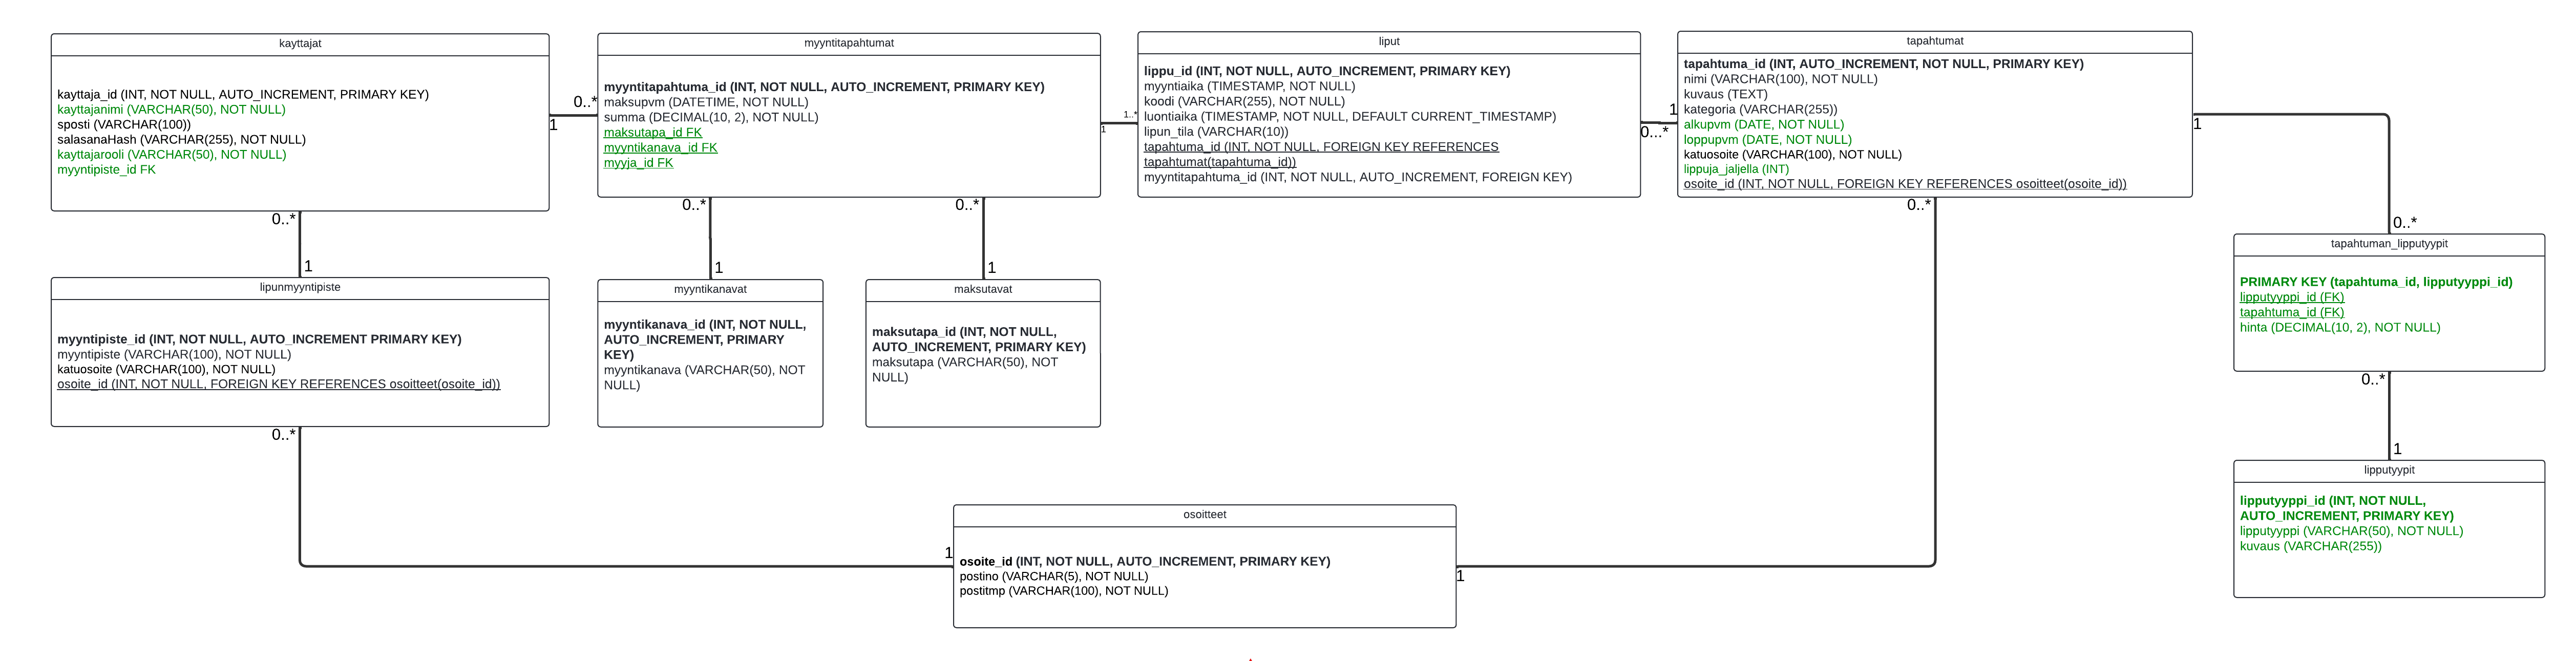 kayttajat
kayttaja_id (INT, NOT NULL, AUTO_INCREMENT, PRIMARY KEY)
kayttajanimi (VARCHAR(50), NOT NULL)
sposti (VARCHAR(100))
salasanaHash (VARCHAR(255), NOT NULL)
kayttajarooli (VARCHAR(50), NOT NULL)
myyntipiste_id FK
0..*
1
myyntitapahtumat
myyntitapahtuma_id (INT, NOT NULL, AUTO_INCREMENT, PRIMARY KEY)
maksupvm (DATETIME, NOT NULL)
summa (DECIMAL(10, 2), NOT NULL)
maksutapa_id FK
myyntikanava_id FK
myyja_id FK
1..*
1
liput
lippu_id (INT, NOT NULL, AUTO_INCREMENT, PRIMARY KEY)
myyntiaika (TIMESTAMP, NOT NULL)
koodi (VARCHAR(255), NOT NULL)
luontiaika (TIMESTAMP, NOT NULL, DEFAULT CURRENT_TIMESTAMP)
lipun_tila (VARCHAR(10))
tapahtuma_id (INT, NOT NULL, FOREIGN KEY REFERENCES
tapahtumat(tapahtuma_id))
myyntitapahtuma_id (INT, NOT NULL, AUTO_INCREMENT, FOREIGN KEY)
1
0...*
tapahtumat
tapahtuma_id (INT, AUTO_INCREMENT, NOT NULL, PRIMARY KEY)
nimi (VARCHAR(100), NOT NULL)
kuvaus (TEXT)
kategoria (VARCHAR(255))
alkupvm (DATE, NOT NULL)
loppupvm (DATE, NOT NULL)
katuosoite (VARCHAR(100), NOT NULL)
lippuja_jaljella (INT)
osoite_id (INT, NOT NULL, FOREIGN KEY REFERENCES osoitteet(osoite_id))
1
0..*
0..*
0..*
0..*
0..*
1
1
1
tapahtuman_lipputyypit
PRIMARY KEY (tapahtuma_id, lipputyyppi_id)
lipputyyppi_id (FK)
tapahtuma_id (FK)
hinta (DECIMAL(10, 2), NOT NULL)
lipunmyyntipiste
myyntipiste_id (INT, NOT NULL, AUTO_INCREMENT PRIMARY KEY)
myyntipiste (VARCHAR(100), NOT NULL)
katuosoite (VARCHAR(100), NOT NULL)
osoite_id (INT, NOT NULL, FOREIGN KEY REFERENCES osoitteet(osoite_id))
myyntikanavat
myyntikanava_id (INT, NOT NULL,
AUTO_INCREMENT, PRIMARY
KEY)
myyntikanava (VARCHAR(50), NOT
NULL)
maksutavat
maksutapa_id (INT, NOT NULL,
AUTO_INCREMENT, PRIMARY KEY)
maksutapa (VARCHAR(50), NOT
NULL)
0..*
0..*
1
lipputyypit
lipputyyppi_id (INT, NOT NULL,
AUTO_INCREMENT, PRIMARY KEY)
lipputyyppi (VARCHAR(50), NOT NULL)
kuvaus (VARCHAR(255))
1
osoitteet
osoite_id (INT, NOT NULL, AUTO_INCREMENT, PRIMARY KEY)
postino (VARCHAR(5), NOT NULL)
postitmp (VARCHAR(100), NOT NULL)
1